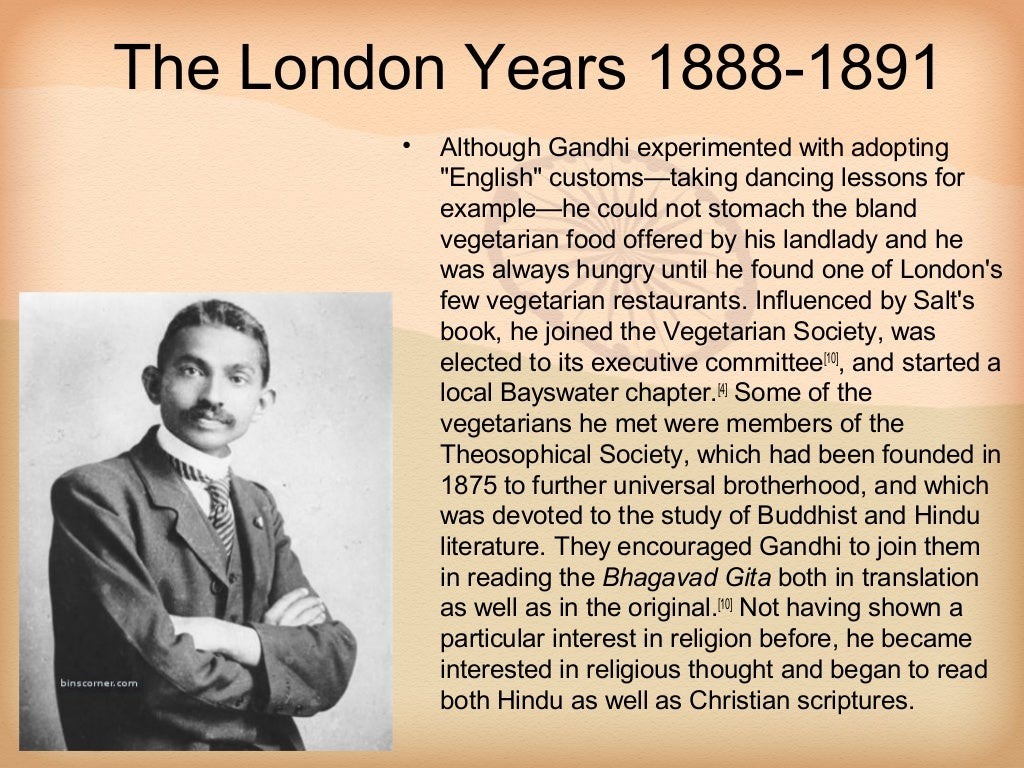 The London Years 1888-1891
• Although Gandhi experimented with adopting
"English" customs—taking dancing lessons for
example—he could not stomach the bland
vegetarian food offered by his landlady and he
was always hungry until he found one of London's
few vegetarian restaurants. Influenced by Salt's
book, he joined the Vegetarian Society, was
elected to its executive committee[10], and started a
local Bayswater chapter.[4] Some of the
vegetarians he met were members of the
Theosophical Society, which had been founded in
1875 to further universal brotherhood, and which
was devoted to the study of Buddhist and Hindu
literature. They encouraged Gandhi to join them
in reading the Bhagavad Gita both in translation
as well as in the original.[10] Not having shown a
particular interest in religion before, he became
interested in religious thought and began to read
both Hindu as well as Christian scriptures.
binscorner.com